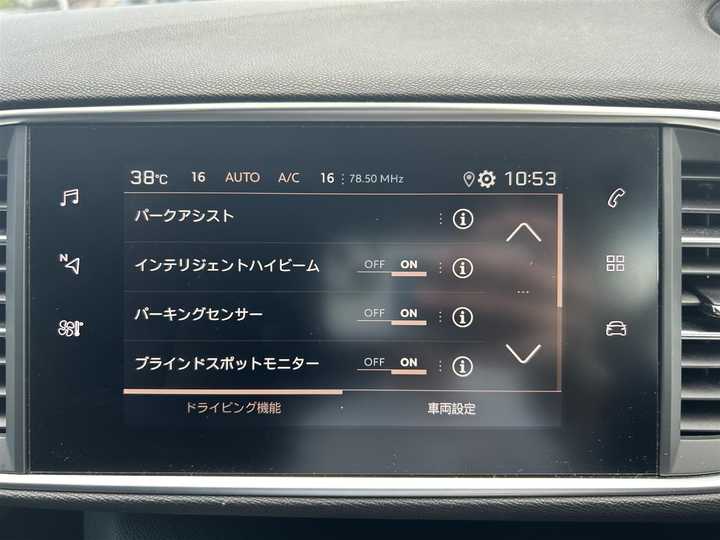 38°C 16 AUTO A/C 16 78.50 MHz 10:53
パークアシスト
インテリジェントハイビーム OFF ON
パーキングセンサー OFF ON
ブラインドスポットモニター OFF ON
ドライビング機能 車両設定
N